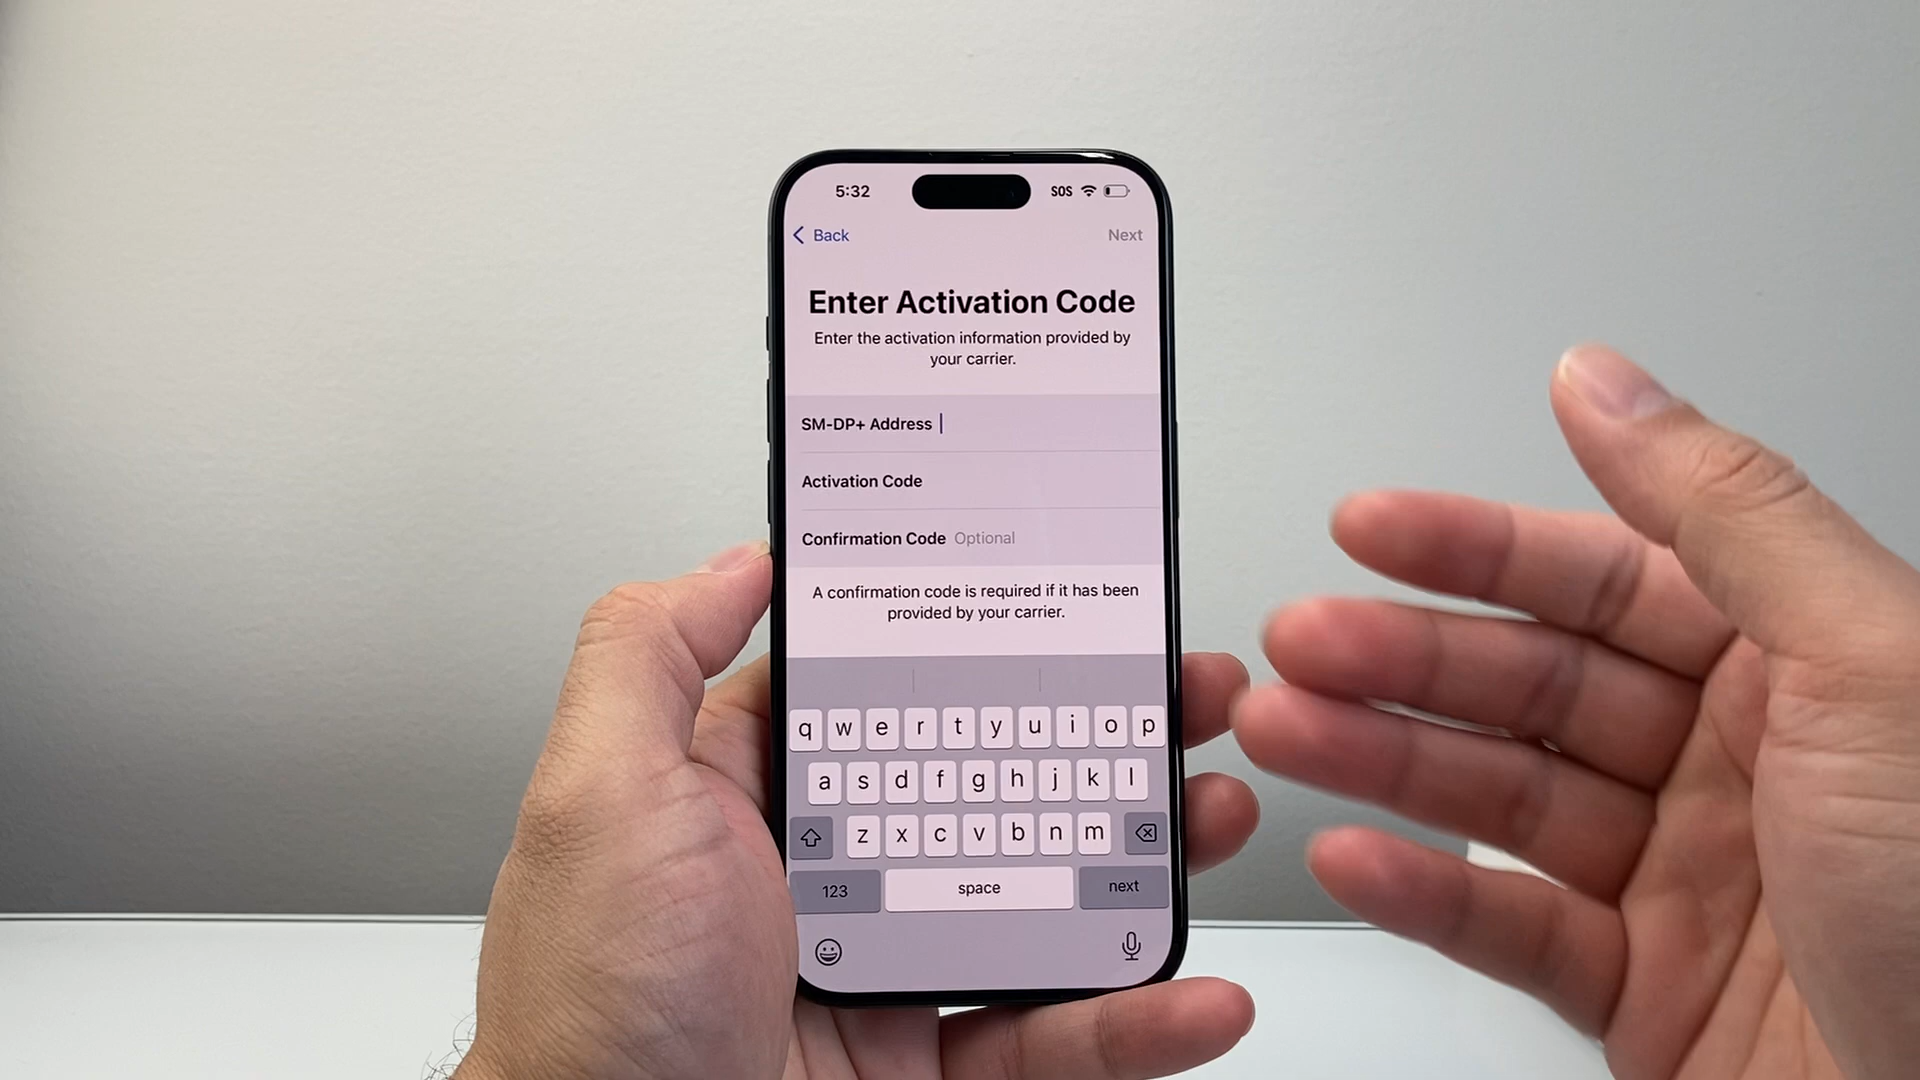 5:32 SOS
Back Next
Enter Activation Code
Enter the activation information provided by
your carrier.
SM-DP+ Address
Activation Code
Confirmation Code Optional
A confirmation code is required if it has been
provided by your carrier.
q w e r t y u i o p
a s d f g h j k l
z x c v b n m
123 space next